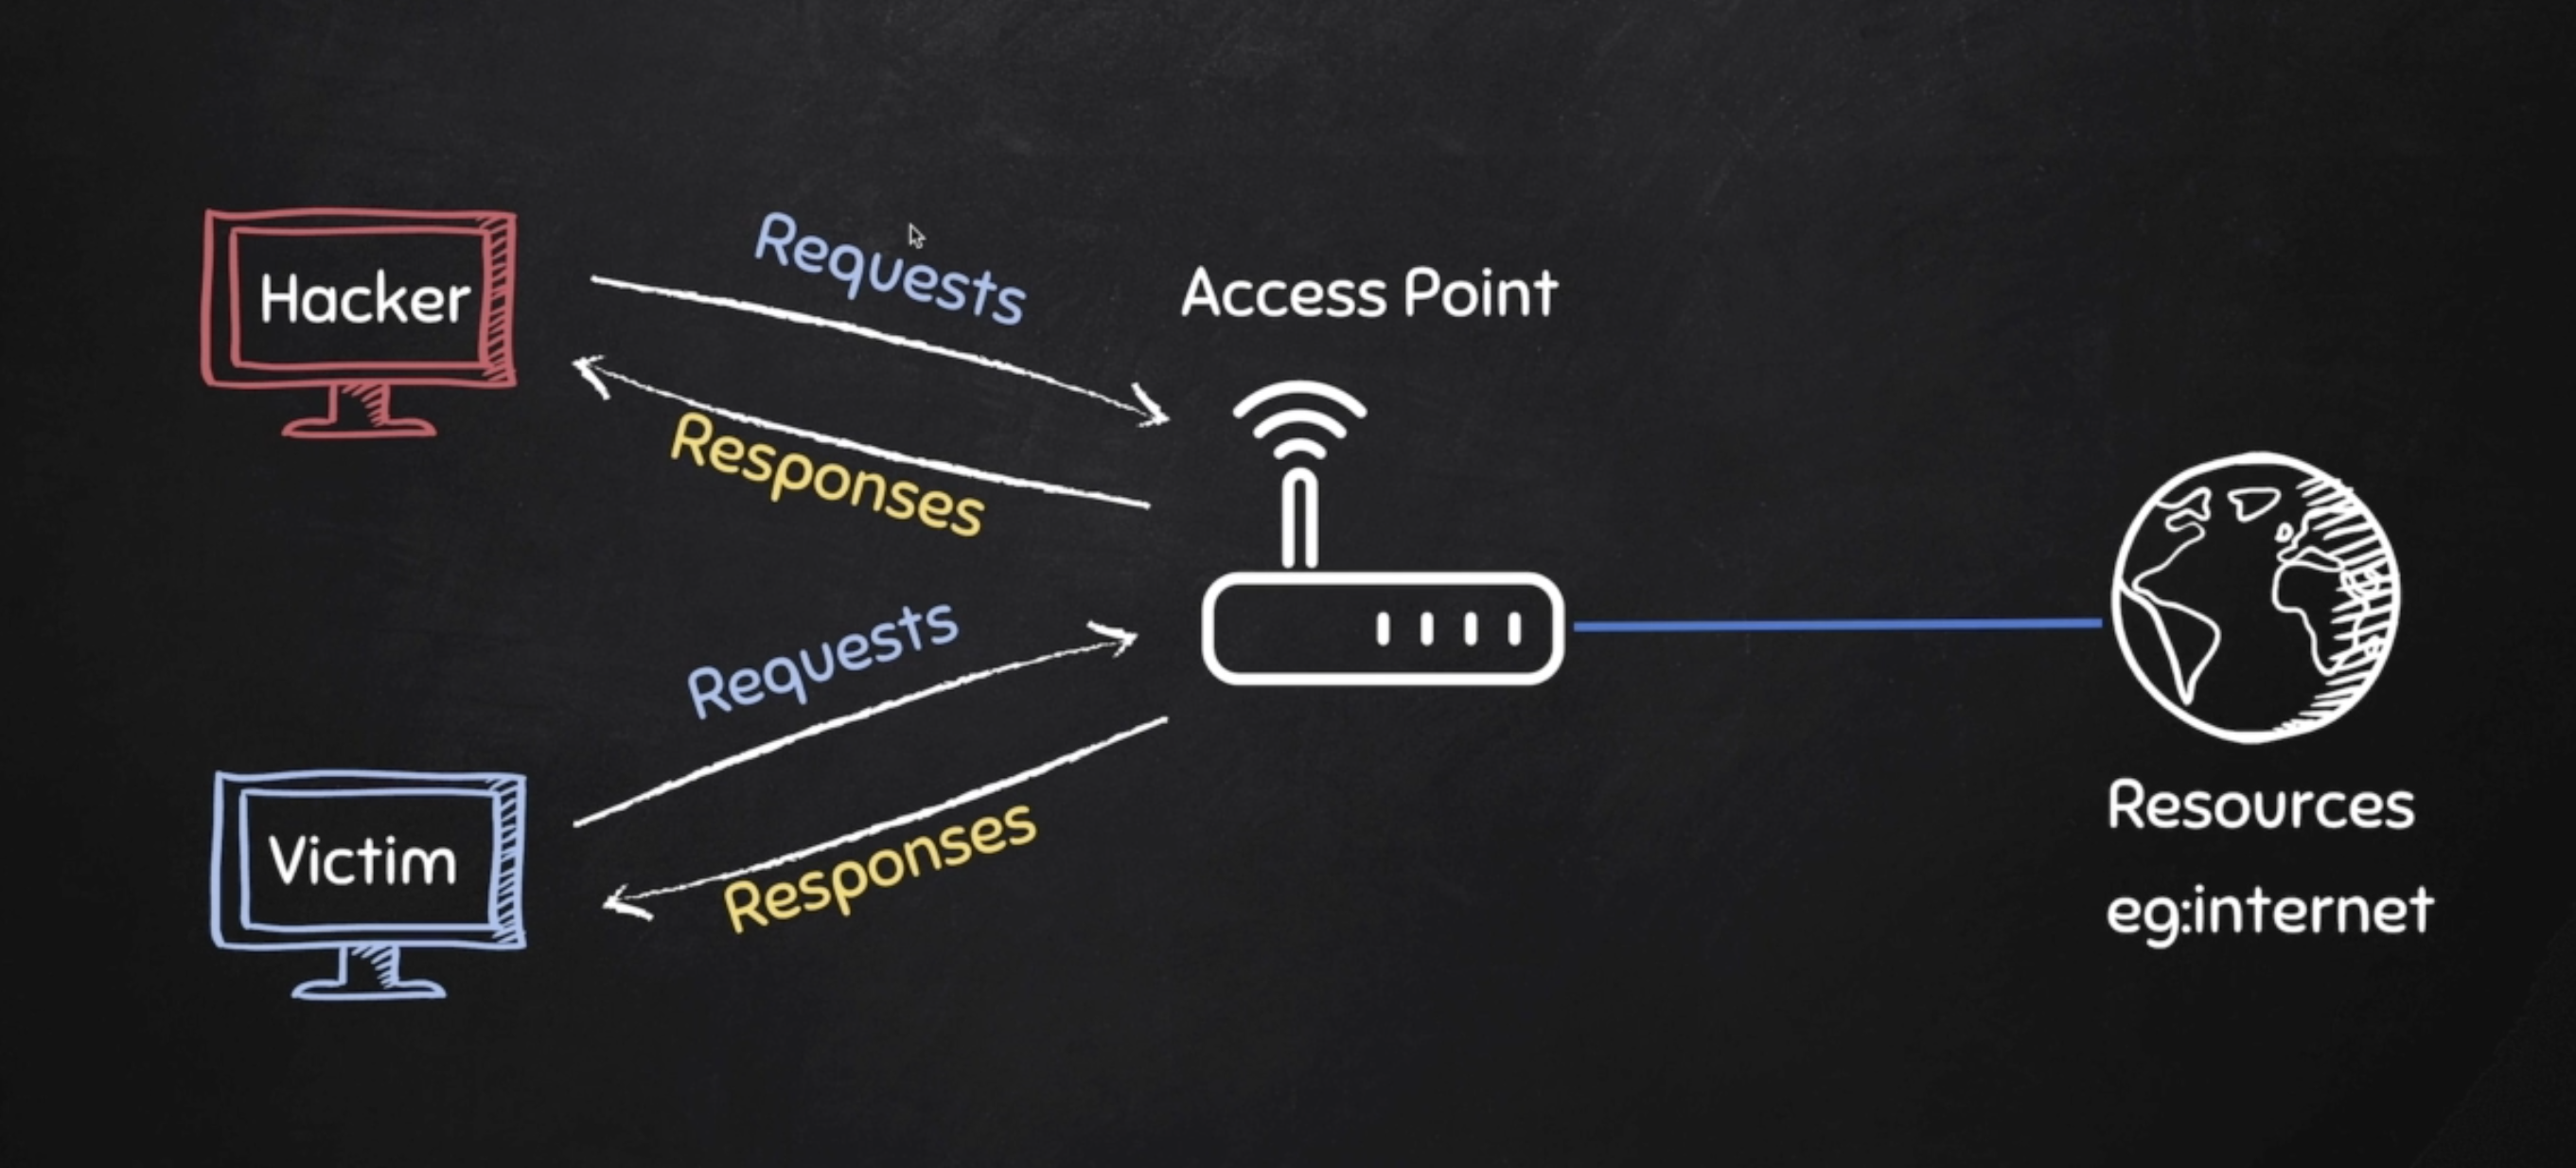 Hacker
Requests
Responses
Access Point
Requests
Responses
Victim
Resources
eg:internet